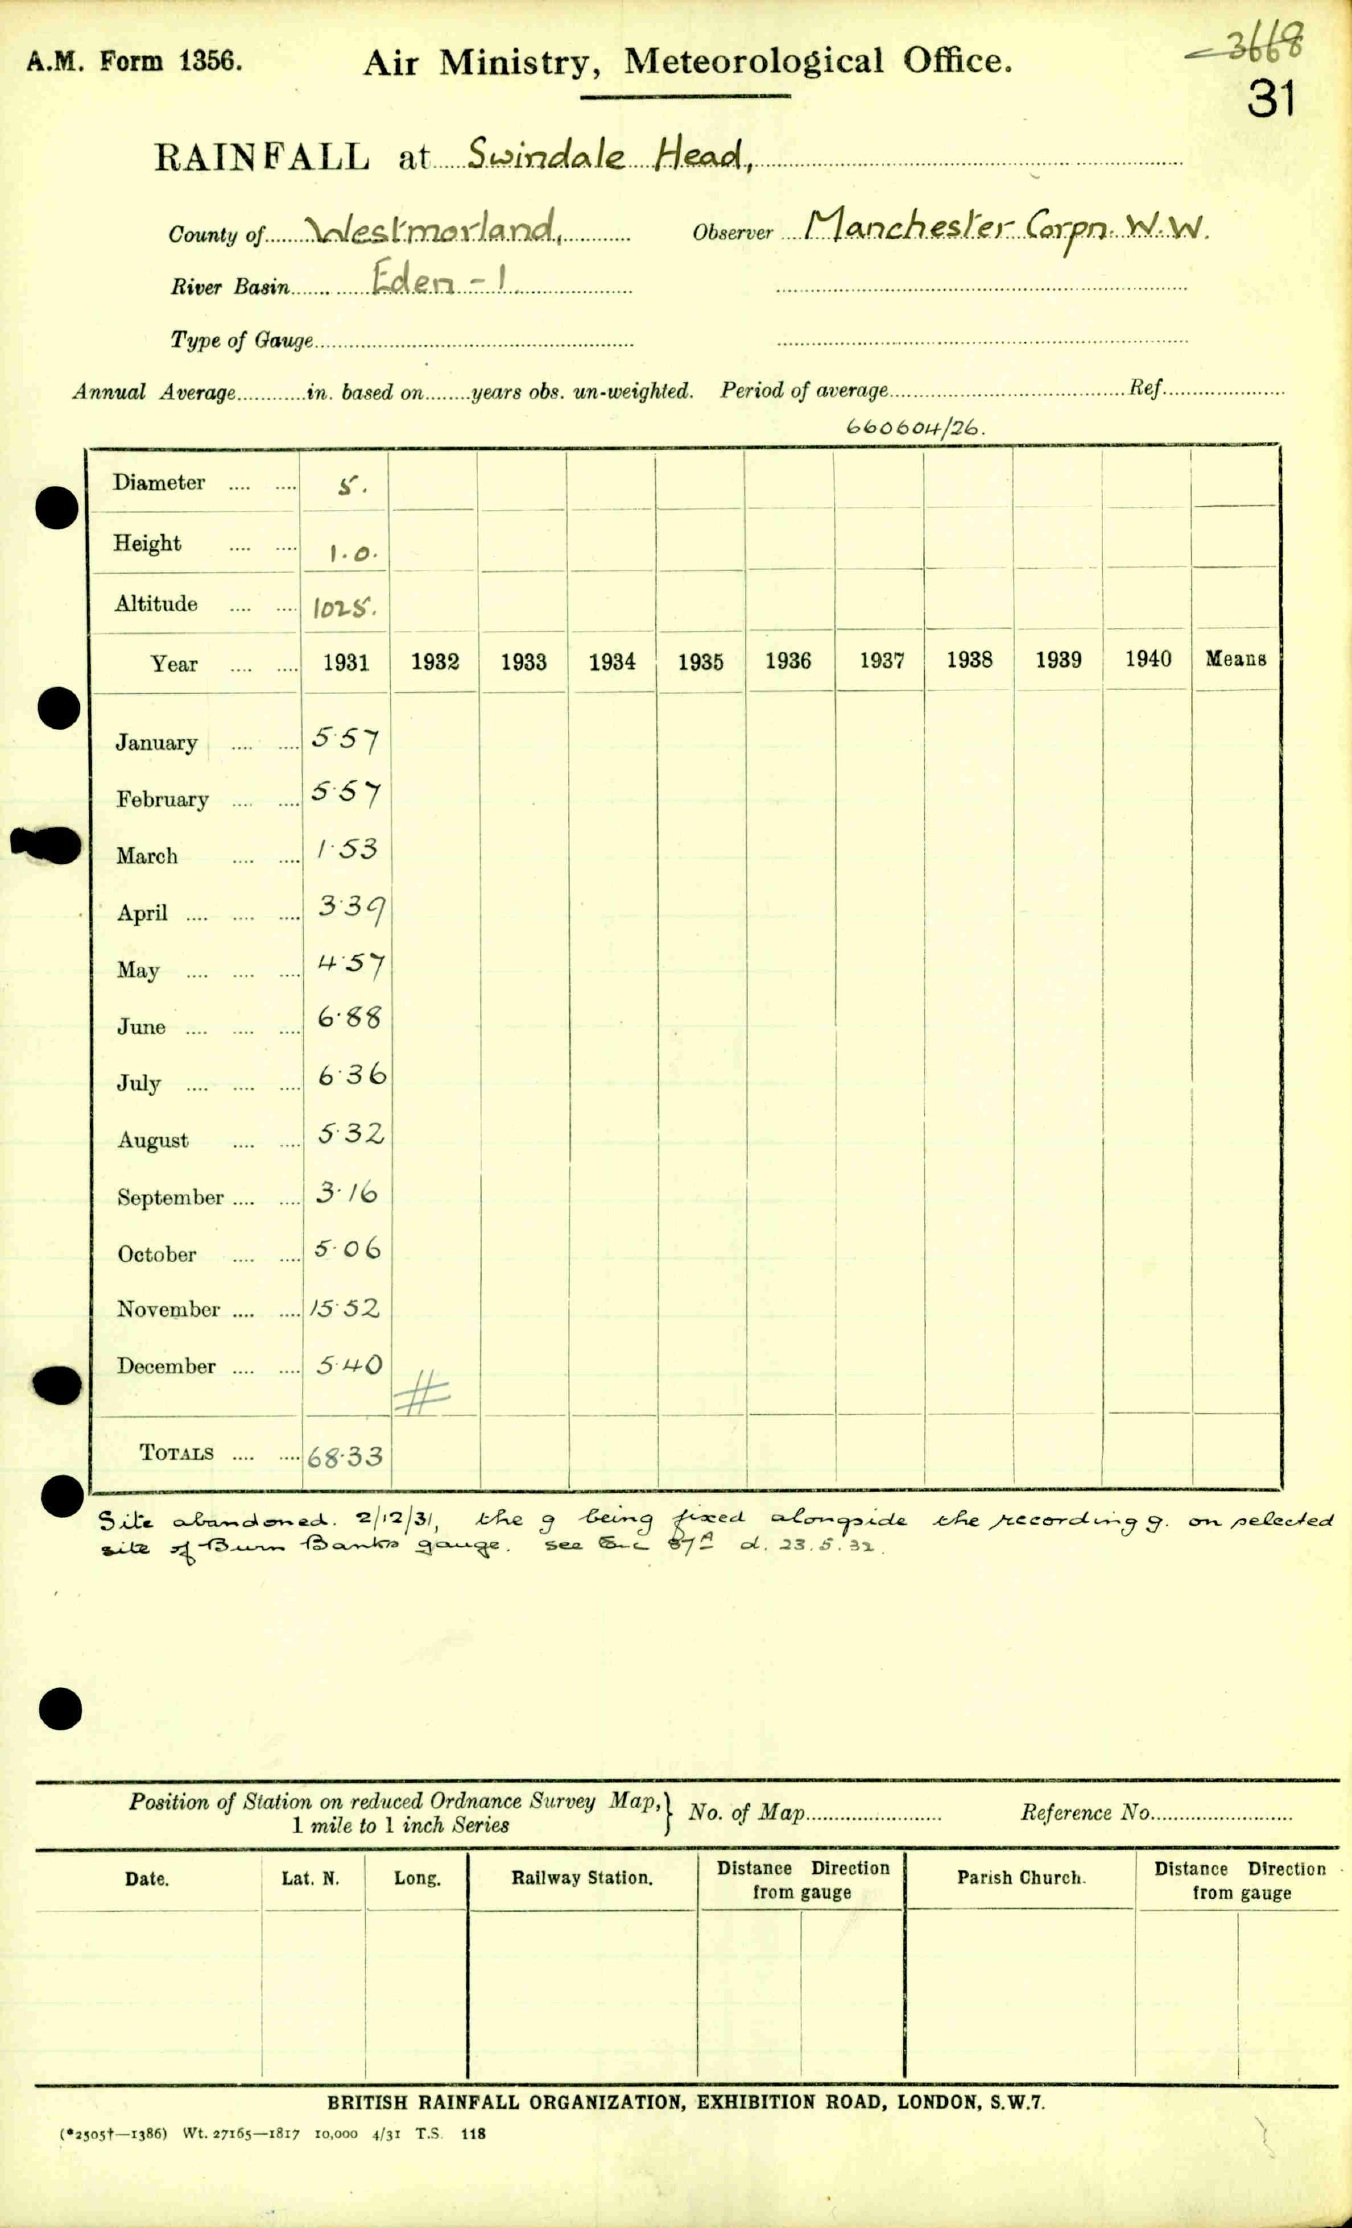 A.M. Form 1356. Air Ministry, Meteorological Office. 3668
31
RAINFALL at Swindale Head,
County of Westmorland, Observer Manchester Corpn. W.W.
River Basin Eden - 1
Type of Gauge
Annual Average in. based on years obs. un-weighted. Period of average Ref.
660604/26.
Diameter 5.
Height 1.0.
Altitude 1025.
Year 1931 1932 1933 1934 1935 1936 1937 1938 1939 1940 Means
January 5.57
February 5.57
March 1.53
April 3.39
May 4.57
June 6.88
July 6.36
August 5.32
September 3.16
October 5.06
November 15.52
December 5.40
#
TOTALS 68.33
Site abandoned. 2/12/31, the g being fixed alongside the recording g. on selected
site of Burn Banks gauge. see d. 23.5.32.
Position of Station on reduced Ordnance Survey Map, } No. of Map Reference No.
1 mile to 1 inch Series
Date. Lat. N. Long. Railway Station. Distance Direction from gauge Parish Church. Distance Direction from gauge
BRITISH RAINFALL ORGANIZATION, EXHIBITION ROAD, LONDON, S.W.7.
(*2505†—1386) Wt. 27165—1817 10,000 4/31 T.S. 118